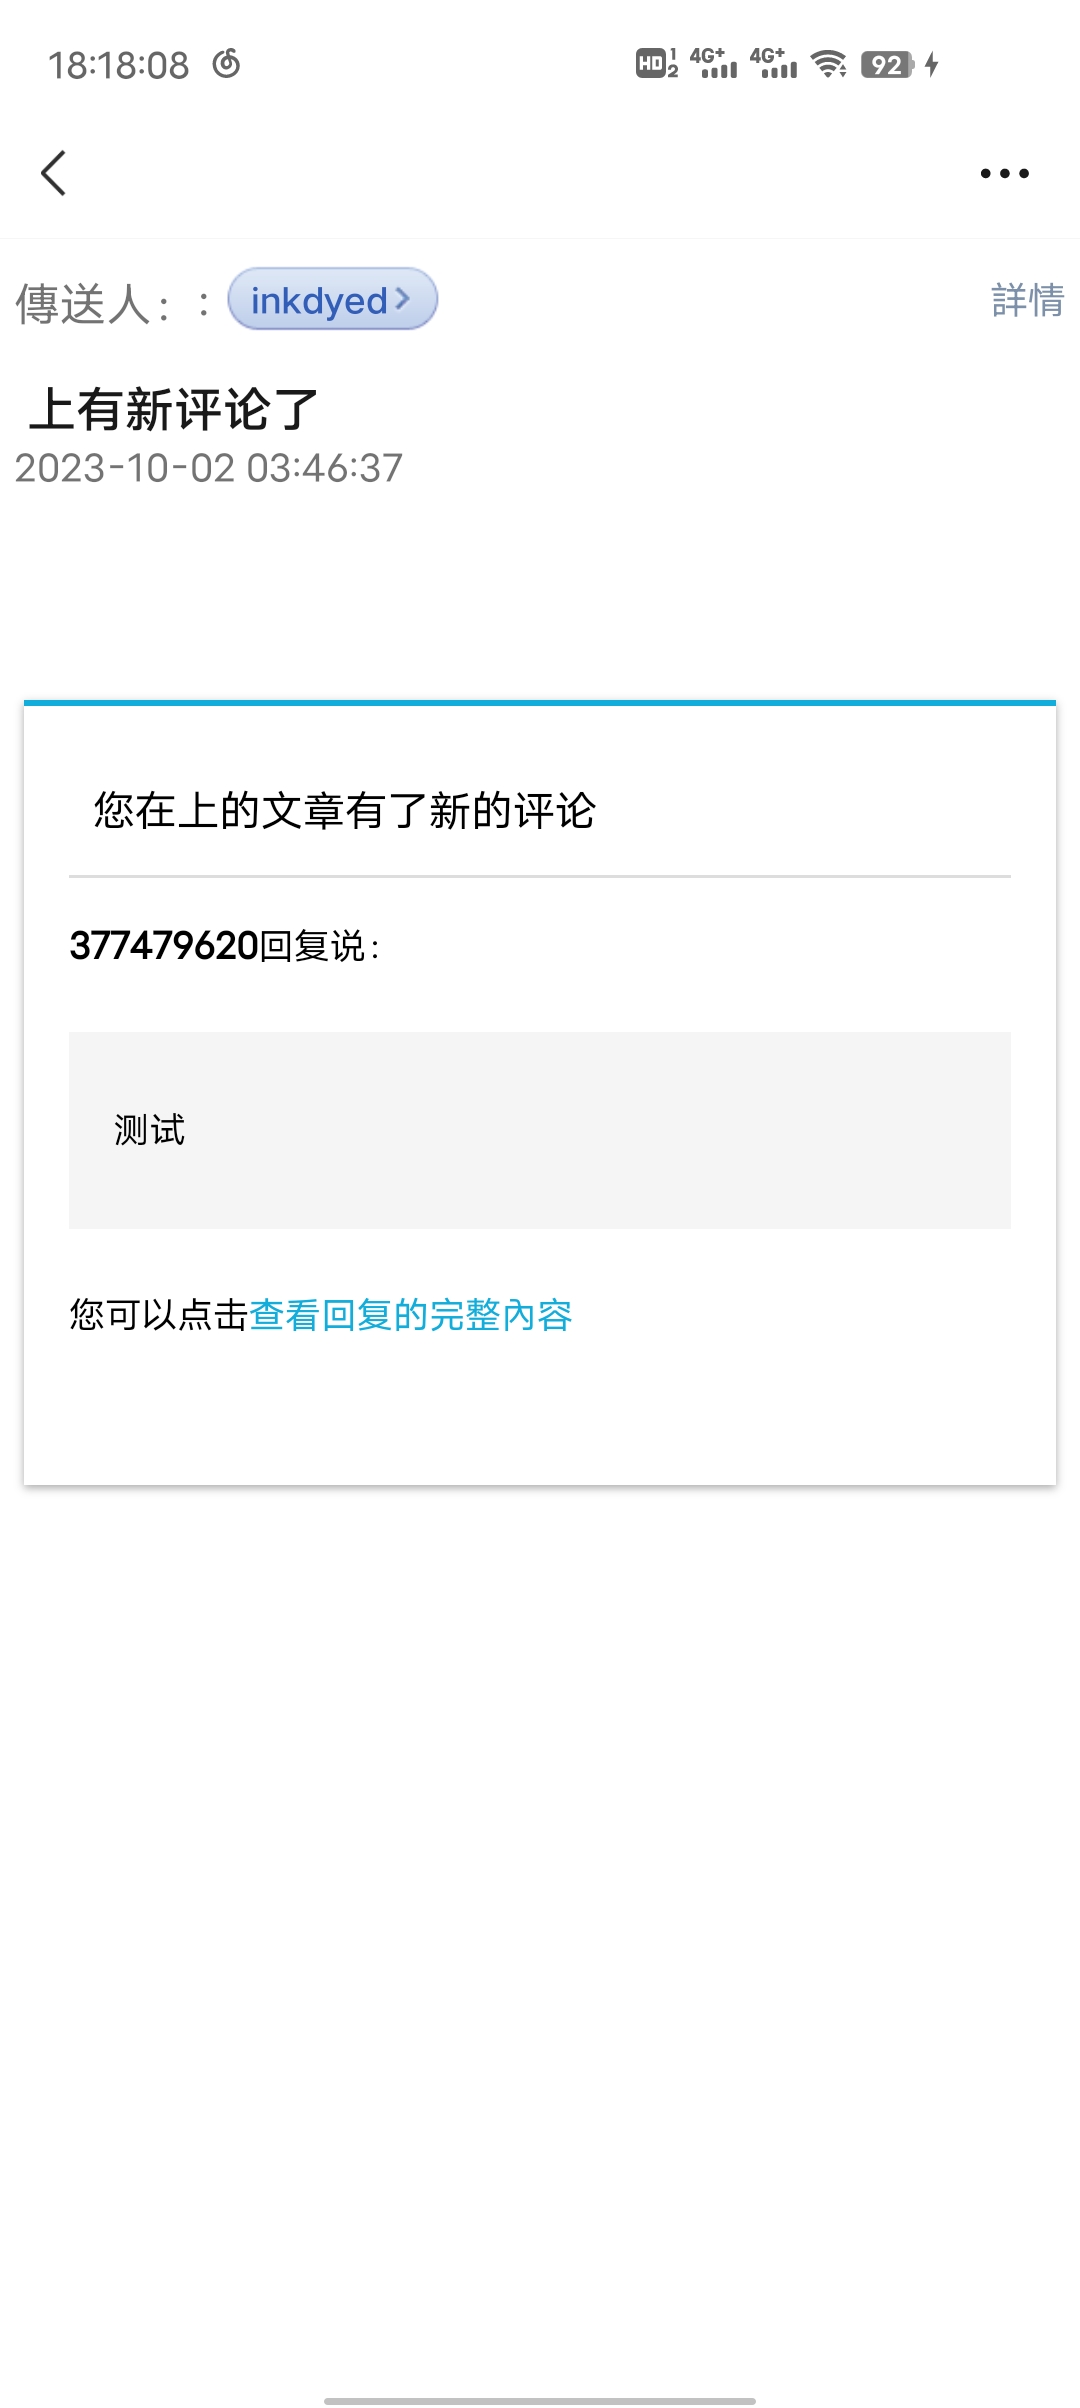 18:18:08 HD 1 2 4G+ 4G+ 92
傳送人：: inkdyed 詳情
上有新评论了
2023-10-02 03:46:37
您在上的文章有了新的评论
377479620回复说：
测试
您可以点击查看回复的完整內容